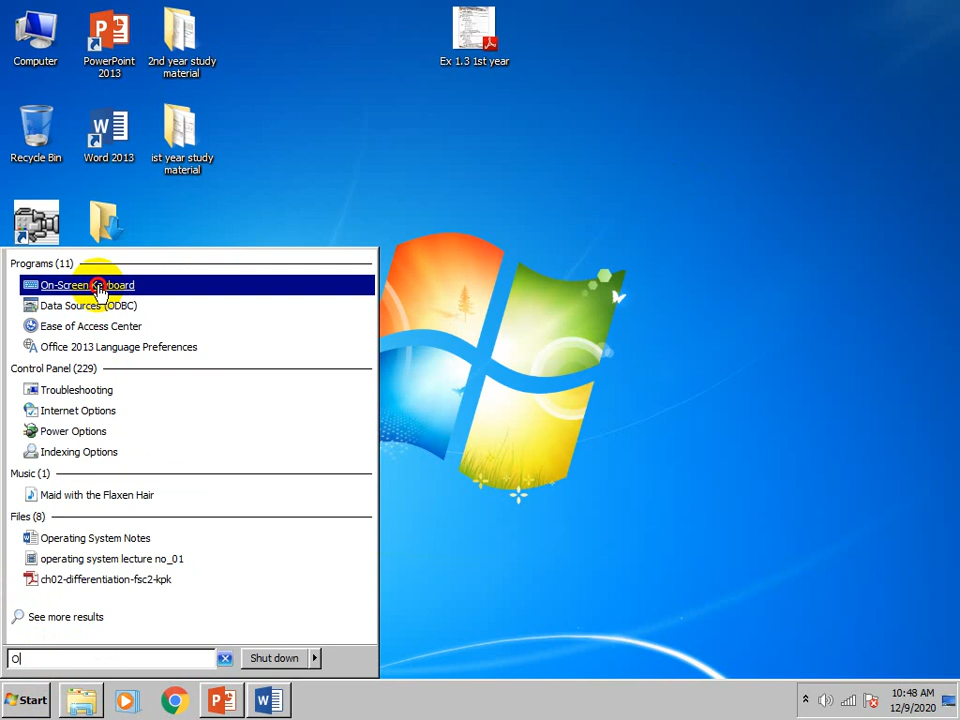 Computer
PowerPoint
2013
2nd year study
material
Ex 1.3 1st year
Recycle Bin
Word 2013
ist year study
material
Programs (11)
On-Screen Keyboard
Data Sources (ODBC)
Ease of Access Center
Office 2013 Language Preferences
Control Panel (229)
Troubleshooting
Internet Options
Power Options
Indexing Options
Music (1)
Maid with the Flaxen Hair
Files (8)
Operating System Notes
operating system lecture no_01
ch02-differentiation-fsc2-kpk
See more results
O
Shut down
Start
10:48 AM
12/9/2020